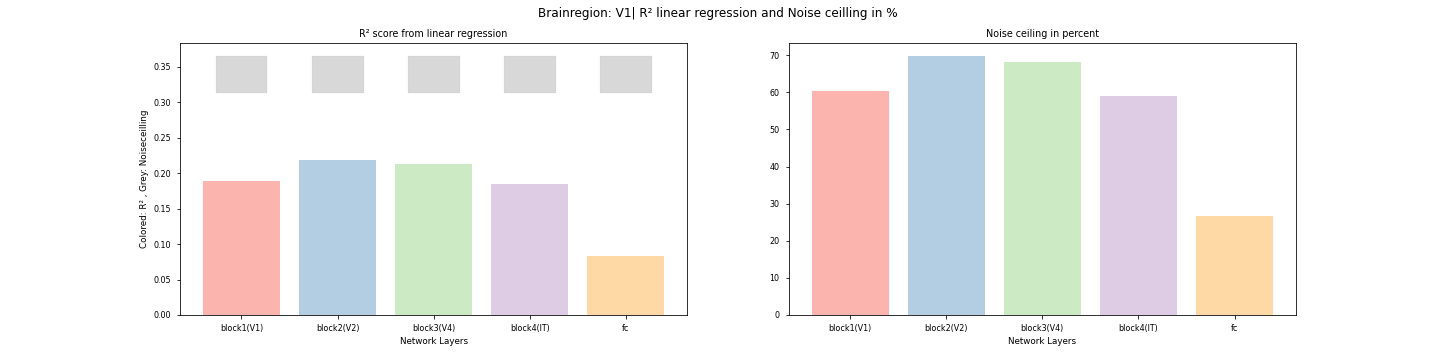 Brainregion: V1| R² linear regression and Noise ceilling in %
R² score from linear regression
Colored: R² , Grey: Noiseceilling
0.35
0.30
0.25
0.20
0.15
0.10
0.05
0.00
block1(V1) block2(V2) block3(V4) block4(IT) fc
Network Layers
Noise ceiling in percent
70
60
50
40
30
20
10
0
block1(V1) block2(V2) block3(V4) block4(IT) fc
Network Layers